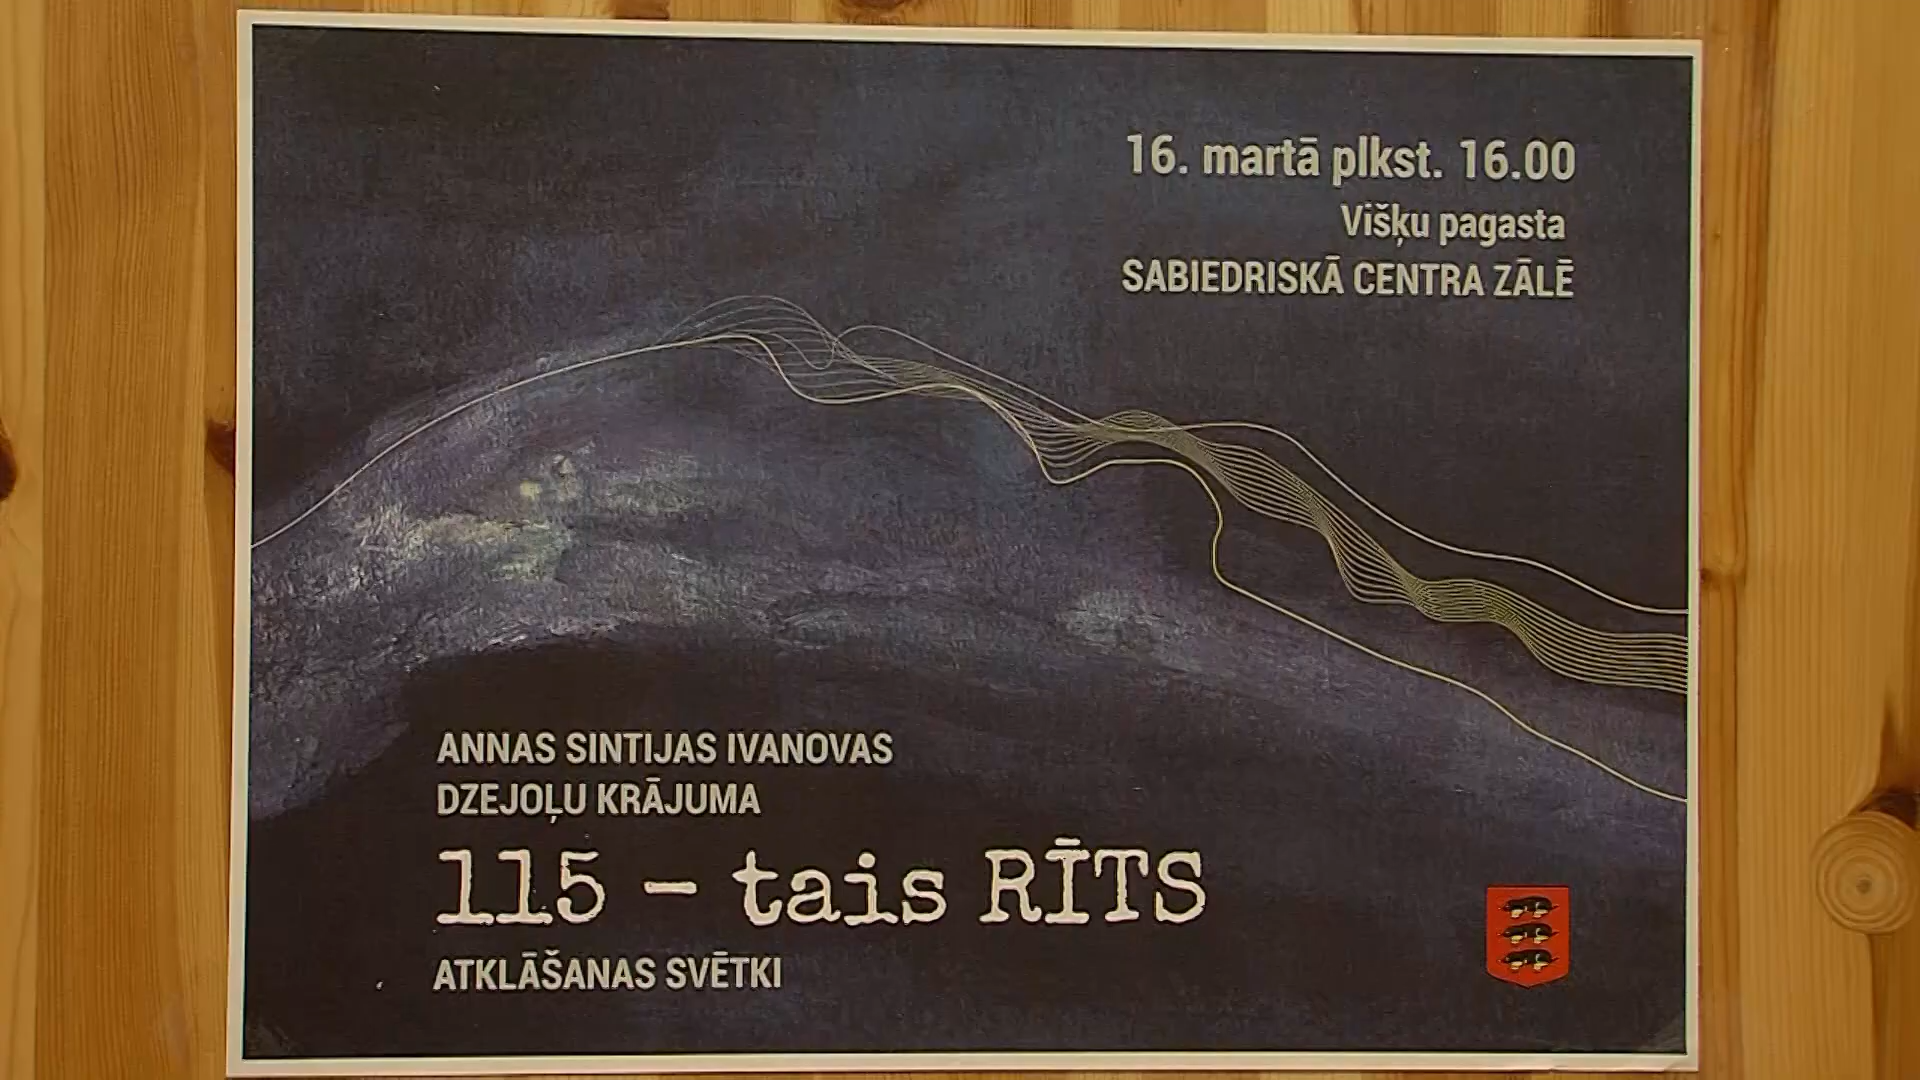 16. martā plkst. 16.00
Višķu pagasta
SABIEDRISKĀ CENTRA ZĀLĒ
ANNAS SINTIJAS IVANOVAS
DZEJOĻU KRĀJUMA
115 – tais RĪTS
ATKLĀŠANAS SVĒTKI